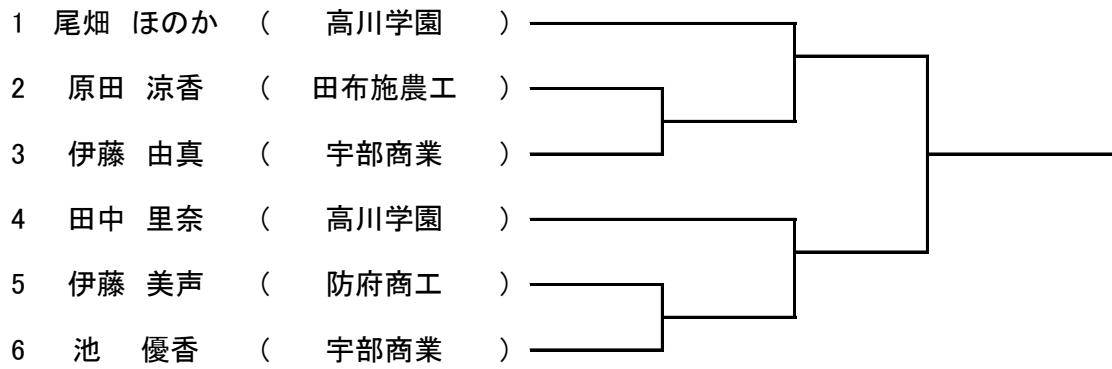 1 尾畑 ほのか ( 高川学園 )
2 原田 涼香 ( 田布施農工 )
3 伊藤 由真 ( 宇部商業 )
4 田中 里奈 ( 高川学園 )
5 伊藤 美声 ( 防府商工 )
6 池 優香 ( 宇部商業 )